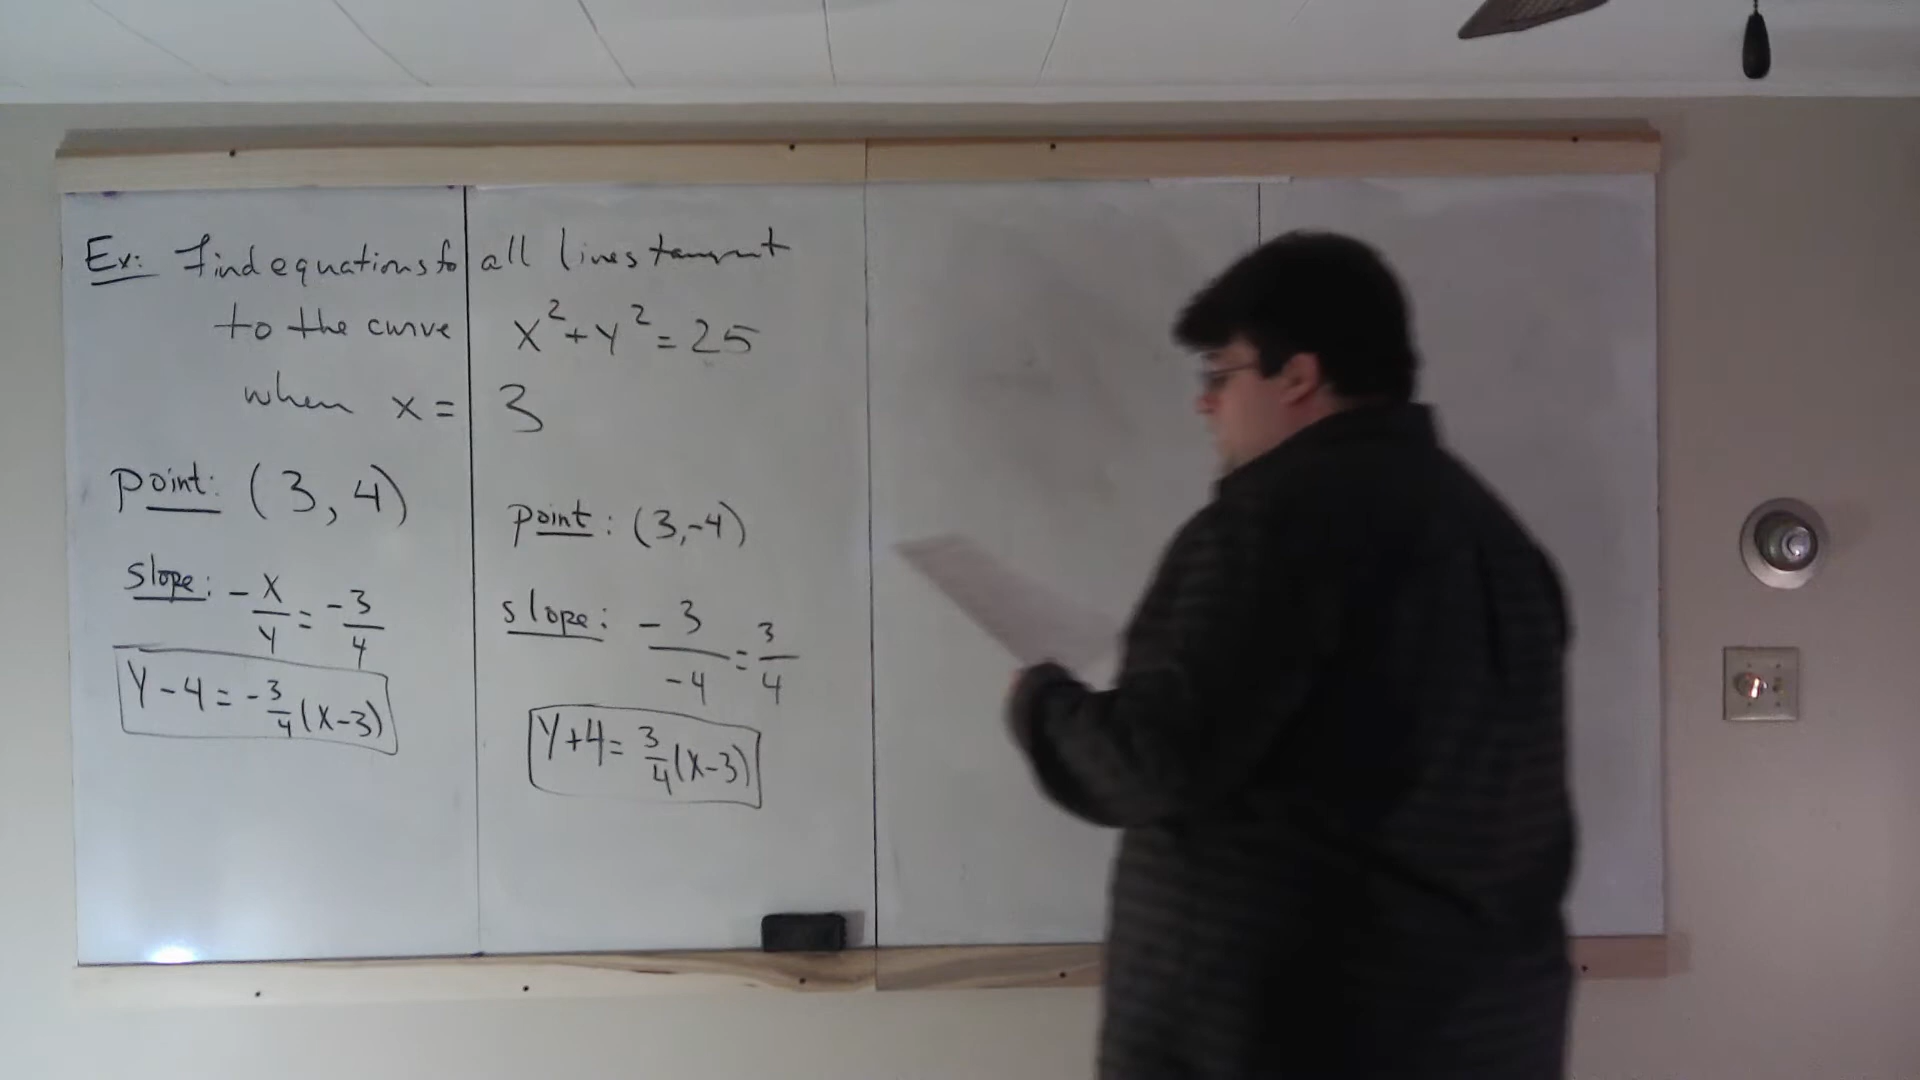 Ex: Find equations to all lines tangent
to the curve x² + y² = 25
when x = 3
point: (3, 4)
slope: -x/y = -3/4
y - 4 = -3/4 (x - 3)
point: (3, -4)
slope: -3/-4 = 3/4
y + 4 = 3/4 (x - 3)